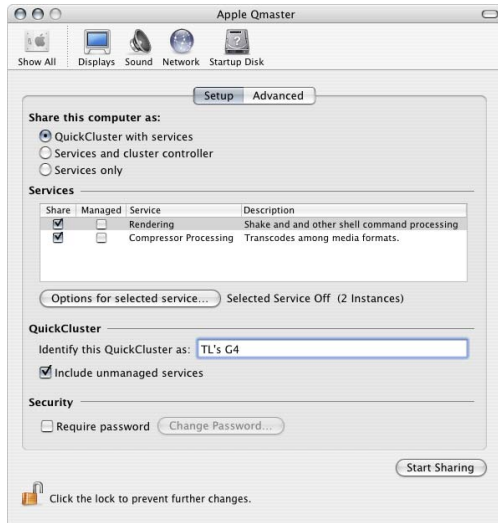 Apple Qmaster
Show All Displays Sound Network Startup Disk
Setup Advanced
Share this computer as:
QuickCluster with services
Services and cluster controller
Services only
Services
Share Managed Service Description
Rendering Shake and and other shell command processing
Compressor Processing Transcodes among media formats.
Options for selected service... Selected Service Off (2 Instances)
QuickCluster
Identify this QuickCluster as: TL's G4
Include unmanaged services
Security
Require password Change Password...
Start Sharing
Click the lock to prevent further changes.